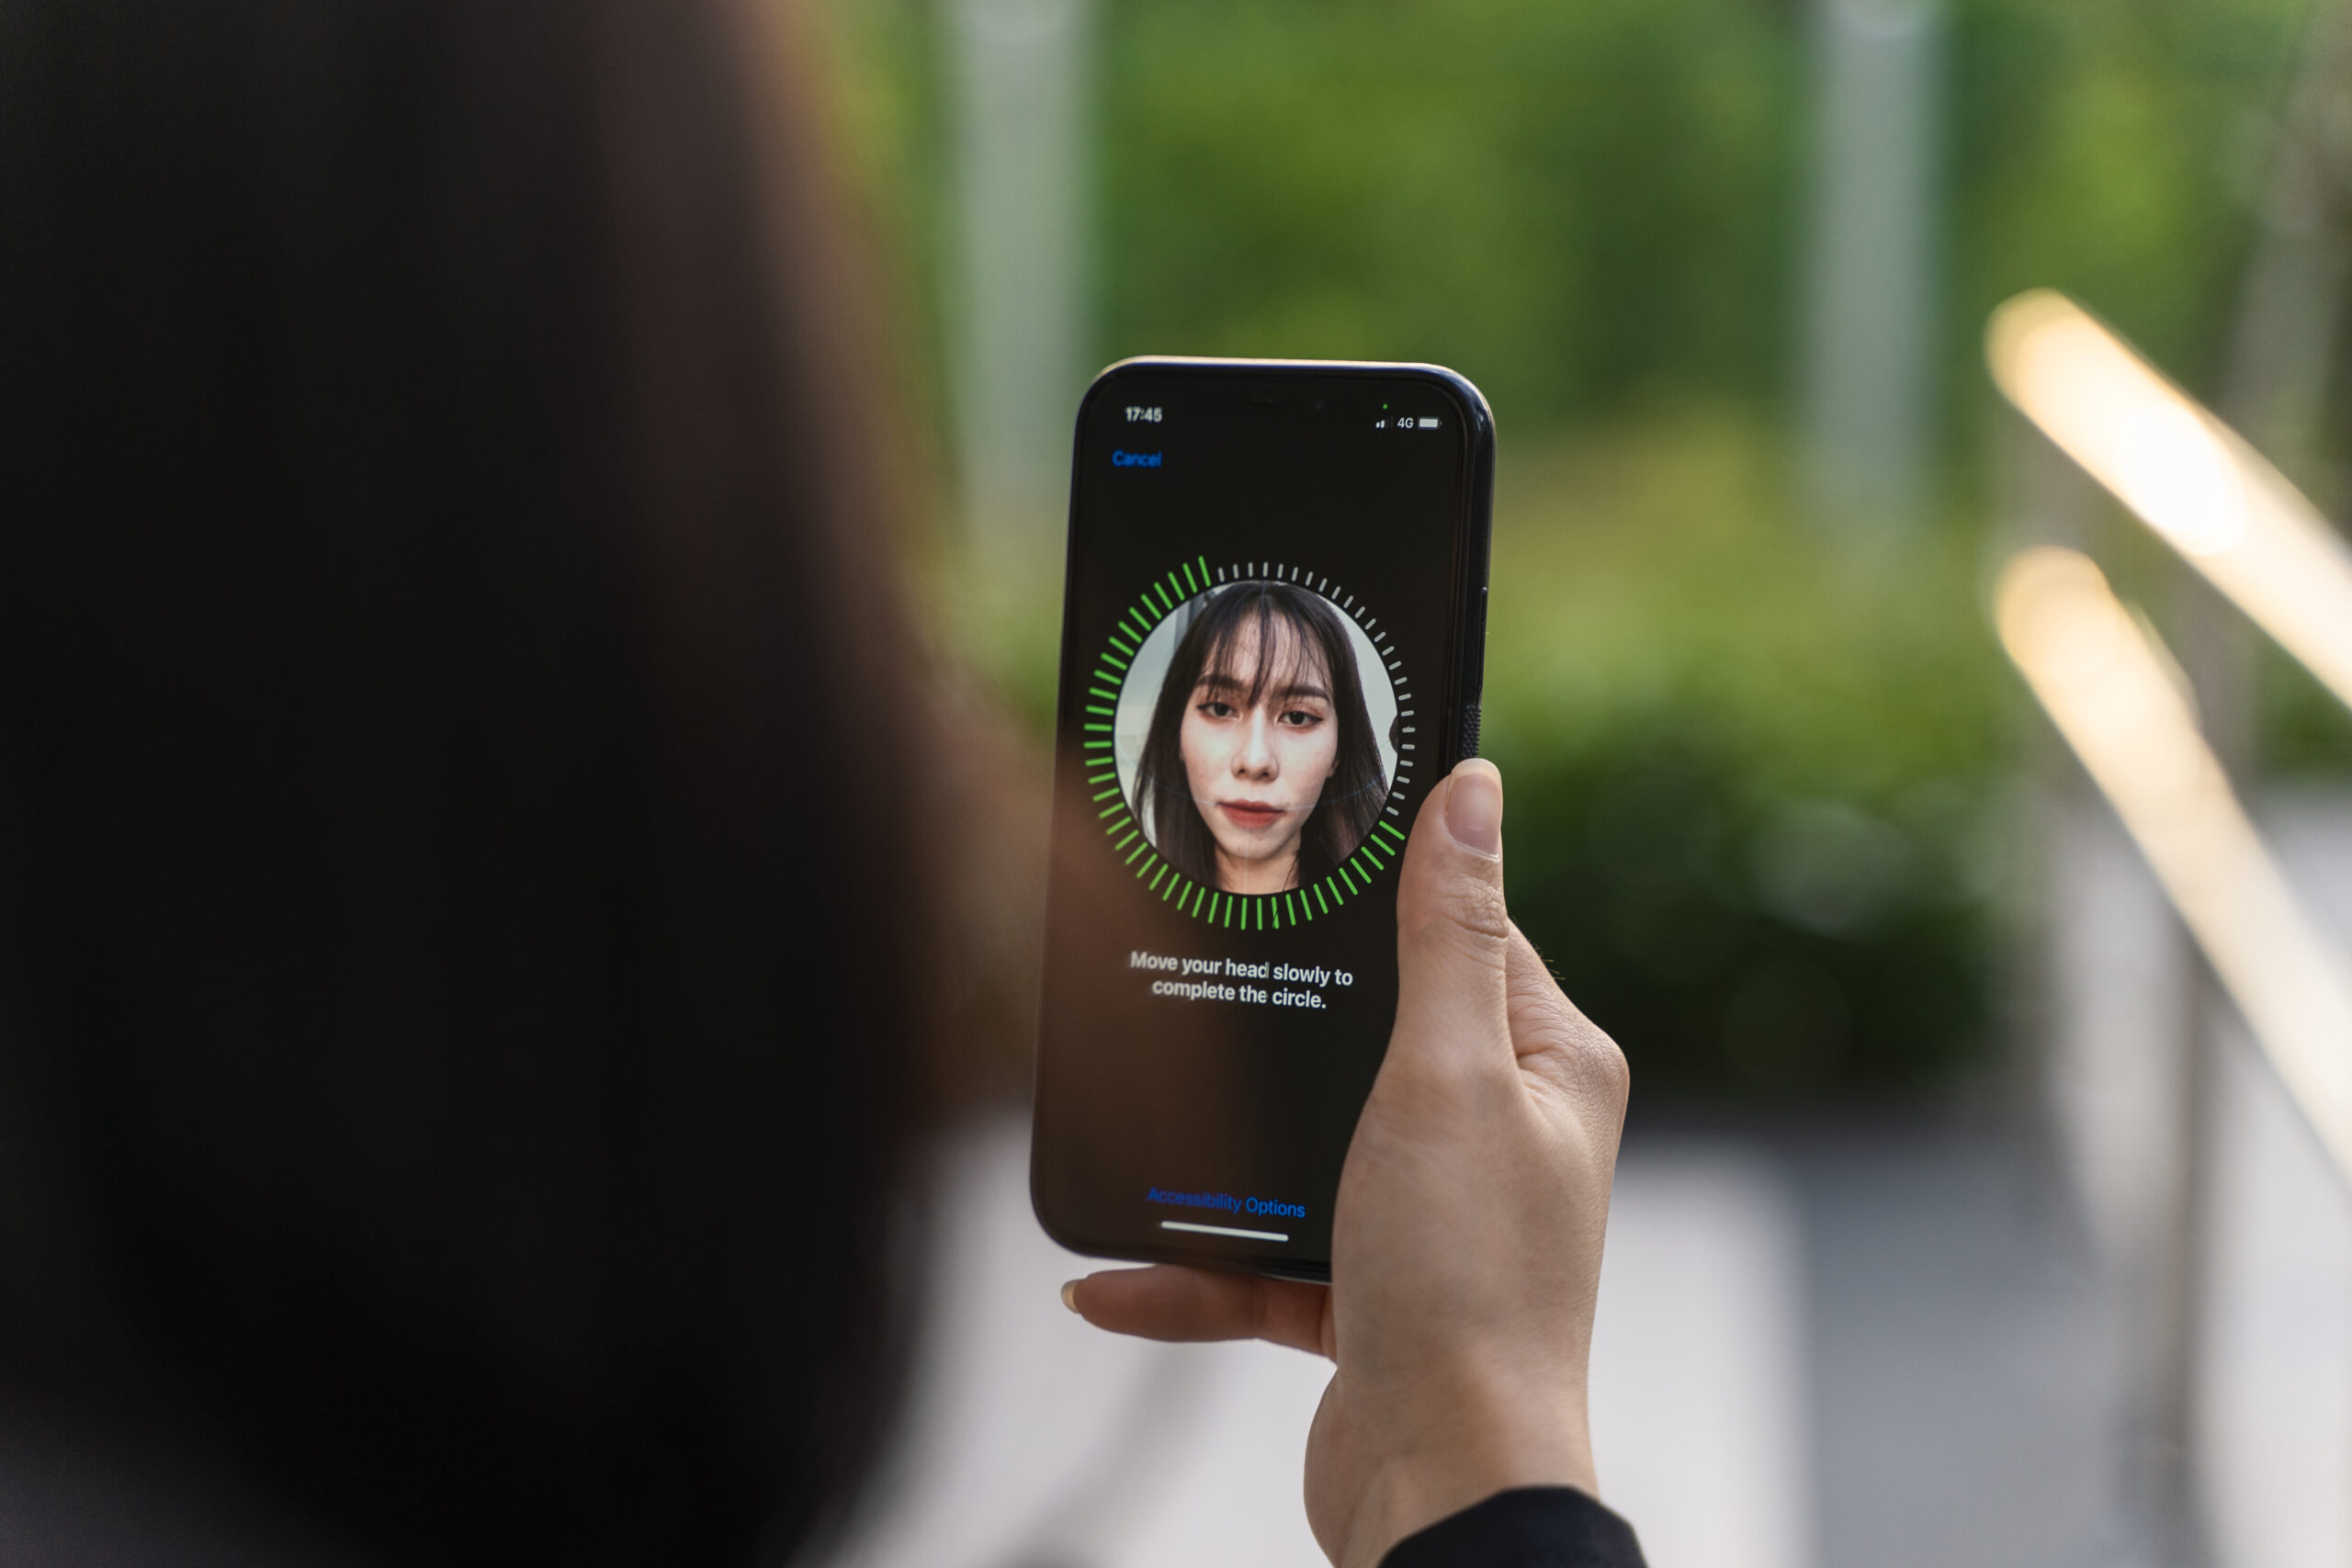 17:45
4G
Cancel
Move your head slowly to
complete the circle.
Accessibility Options